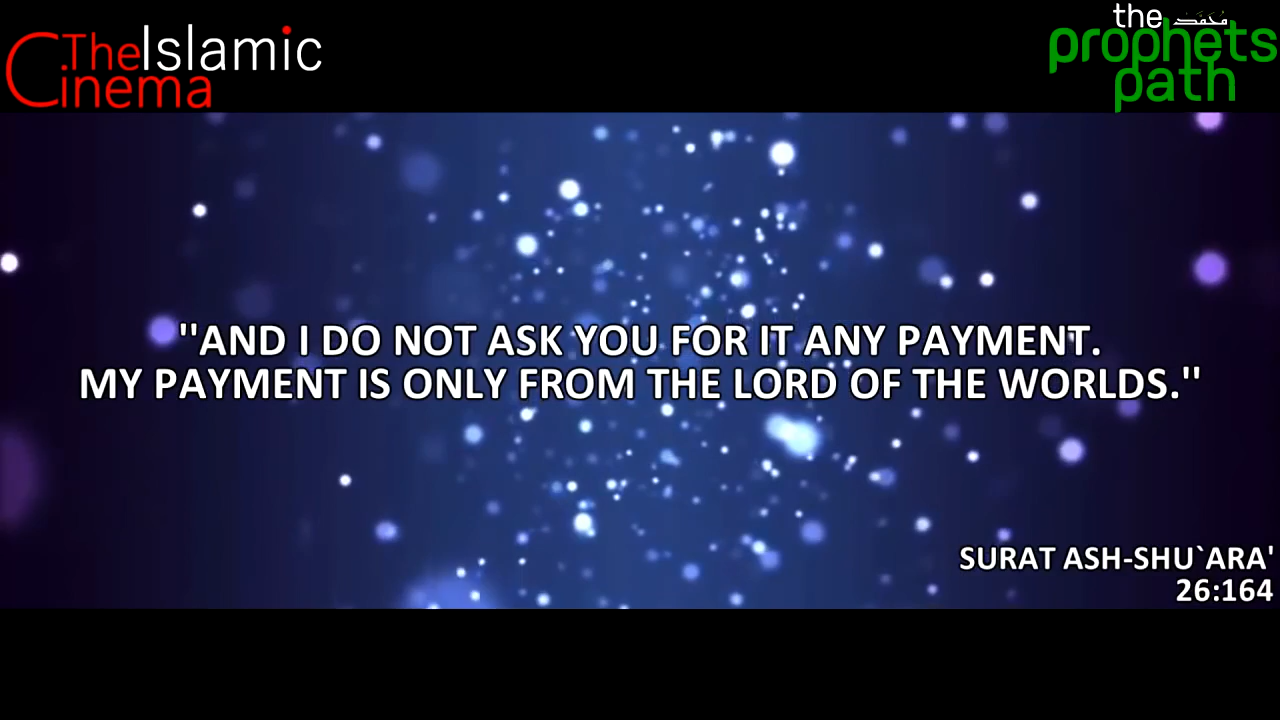 The Islamic
Cinema
the محمد
prophets
path
"AND I DO NOT ASK YOU FOR IT ANY PAYMENT.
MY PAYMENT IS ONLY FROM THE LORD OF THE WORLDS."
SURAT ASH-SHU`ARA'
26:164